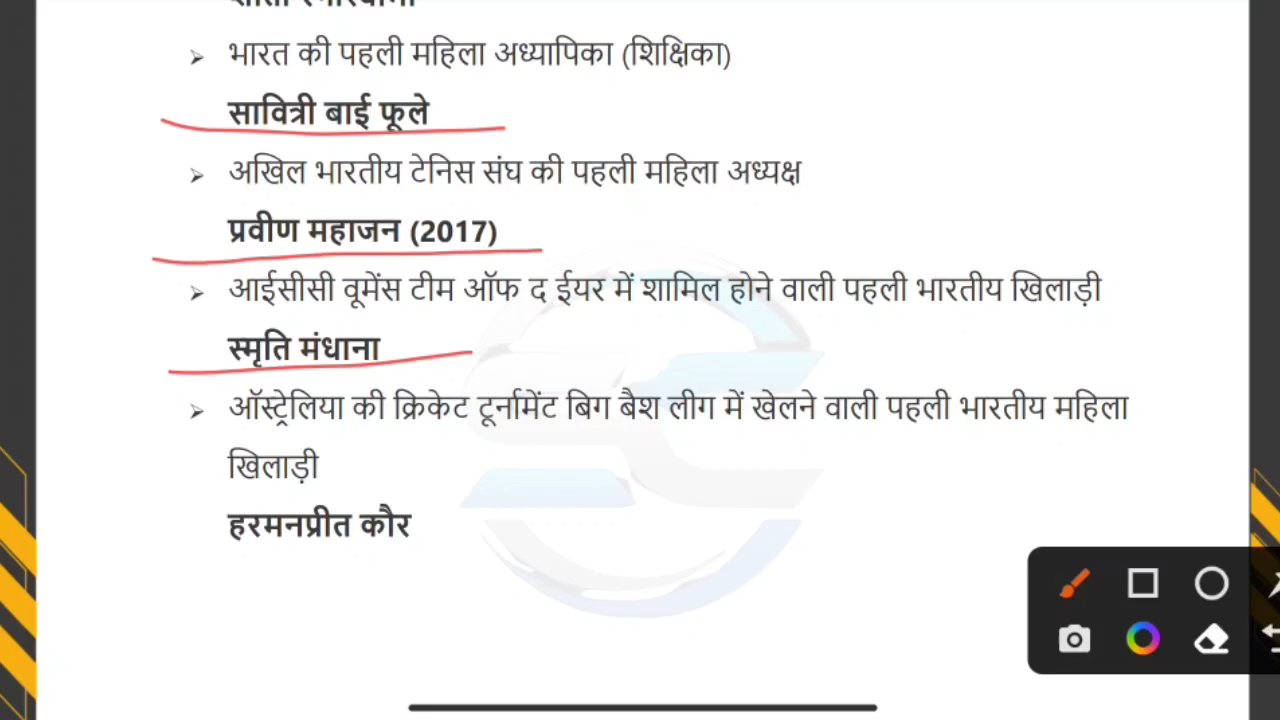 ➢ भारत की पहली महिला अध्यापिका (शिक्षिका)
सावित्री बाई फूले
➢ अखिल भारतीय टेनिस संघ की पहली महिला अध्यक्ष
प्रवीण महाजन (2017)
➢ आईसीसी वूमेंस टीम ऑफ द ईयर में शामिल होने वाली पहली भारतीय खिलाड़ी
स्मृति मंधाना
➢ ऑस्ट्रेलिया की क्रिकेट टूर्नामेंट बिग बैश लीग में खेलने वाली पहली भारतीय महिला
खिलाड़ी
हरमनप्रीत कौर